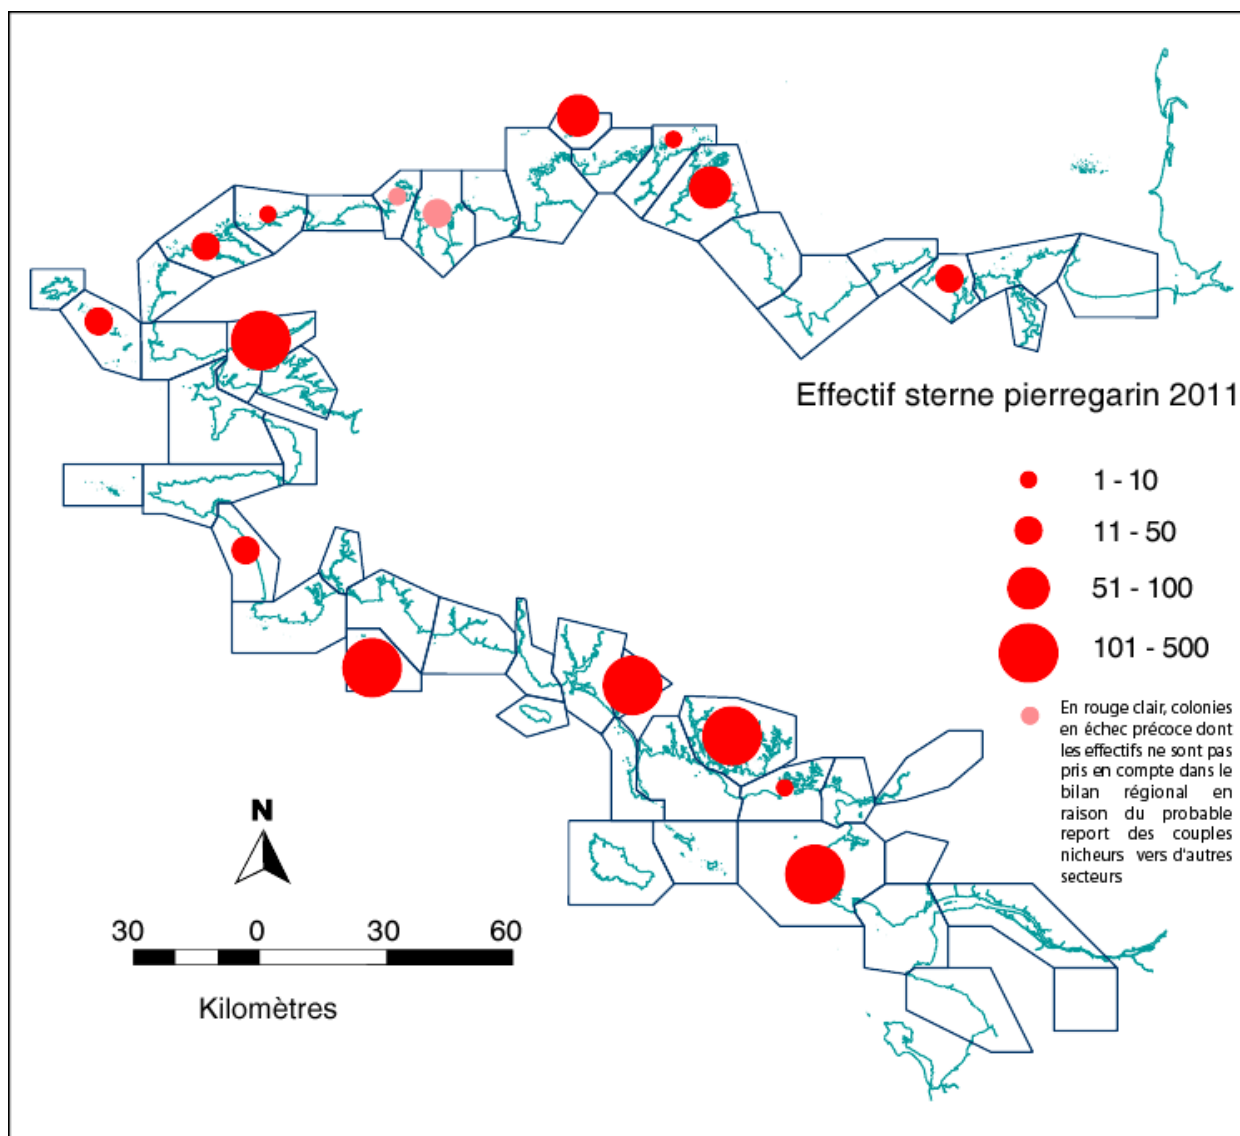 Effectif sterne pierregarin 2011
1 - 10
11 - 50
51 - 100
101 - 500
En rouge clair, colonies
en échec précoce dont
les effectifs ne sont pas
pris en compte dans le
bilan régional en
raison du probable
report des couples
nicheurs vers d'autres
secteurs
N
30 0 30 60
Kilomètres